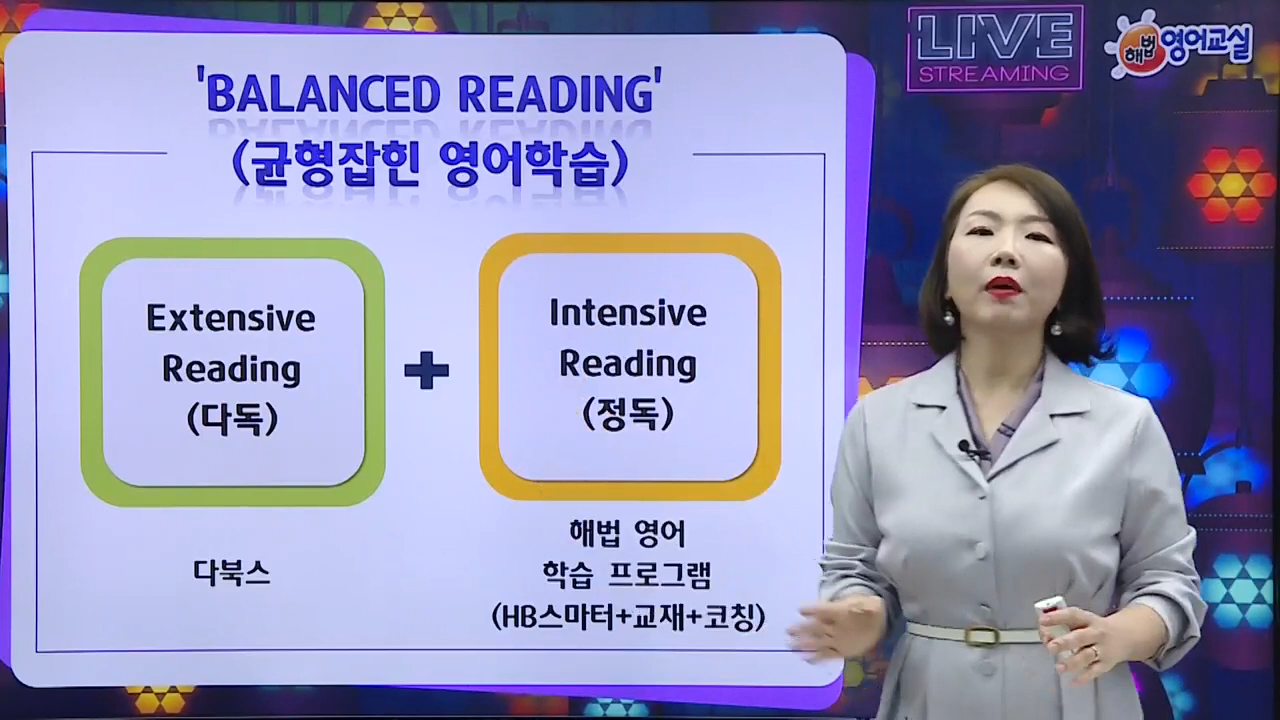 LIVE
STREAMING
해법 영어교실
'BALANCED READING'
(균형잡힌 영어학습)
Extensive
Reading
(다독)
+
Intensive
Reading
(정독)
다북스
해법 영어
학습 프로그램
(HB스마터+교재+코칭)